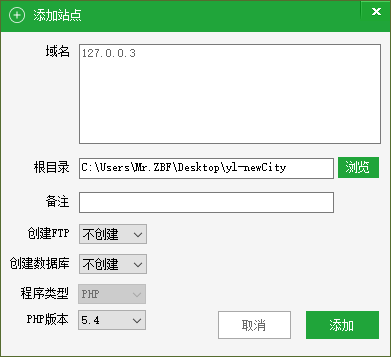 添加站点
域名
127.0.0.3
根目录 C:\Users\Mr.ZBF\Desktop\yl-newCity 浏览
备注
创建FTP 不创建
创建数据库 不创建
程序类型 PHP
PHP版本 5.4
取消 添加